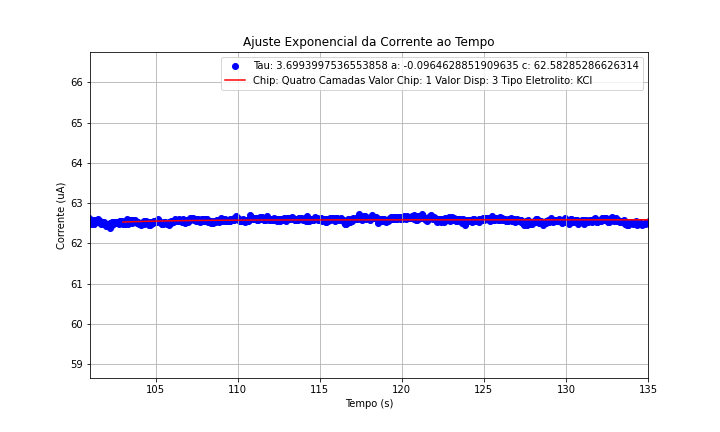 Ajuste Exponencial da Corrente ao Tempo
Tau: 3.6993997536553858 a: -0.0964628851909635 c: 62.58285286626314
Chip: Quatro Camadas Valor Chip: 1 Valor Disp: 3 Tipo Eletrolito: KCl
66
65
64
63
62
61
60
59
Corrente (uA)
105 110 115 120 125 130 135
Tempo (s)